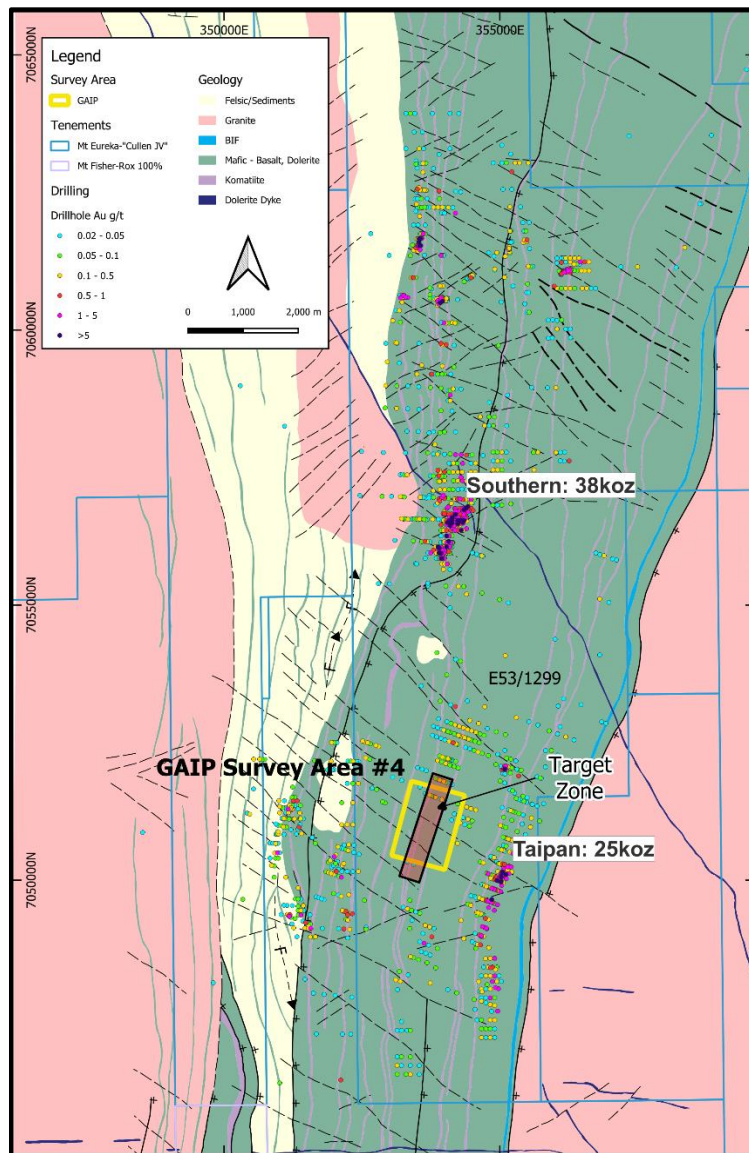 350000E
355000E
7065000N
7060000N
7055000N
7050000N
Legend
Survey Area
GAIP
Tenements
Mt Eureka-"Cullen JV"
Mt Fisher-Rox 100%
Drilling
Drillhole Au g/t
0.02 - 0.05
0.05 - 0.1
0.1 - 0.5
0.5 - 1
1 - 5
>5
Geology
Felsic/Sediments
Granite
BIF
Mafic - Basalt, Dolerite
Komatiite
Dolerite Dyke
0 1,000 2,000 m
Southern: 38koz
E53/1299
GAIP Survey Area #4
Target
Zone
Taipan: 25koz